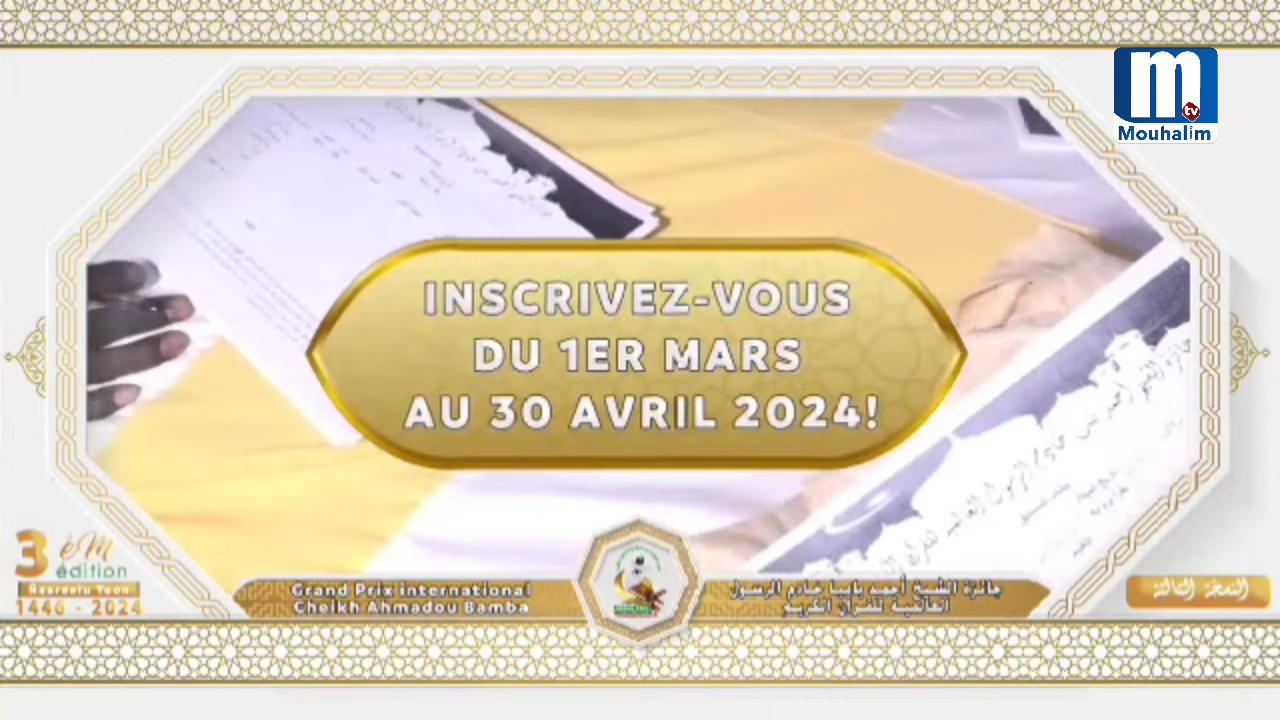 Mouhalim
tv
INSCRIVEZ-VOUS
DU 1ER MARS
AU 30 AVRIL 2024!
3 èM
édition
1446 - 2024
Grand Prix international
Cheikh Ahmadou Bamba
جائزة الشيخ أحمد بامبا خادم الرسول
العالمية للقرآن الكريم
النسخة الثالثة